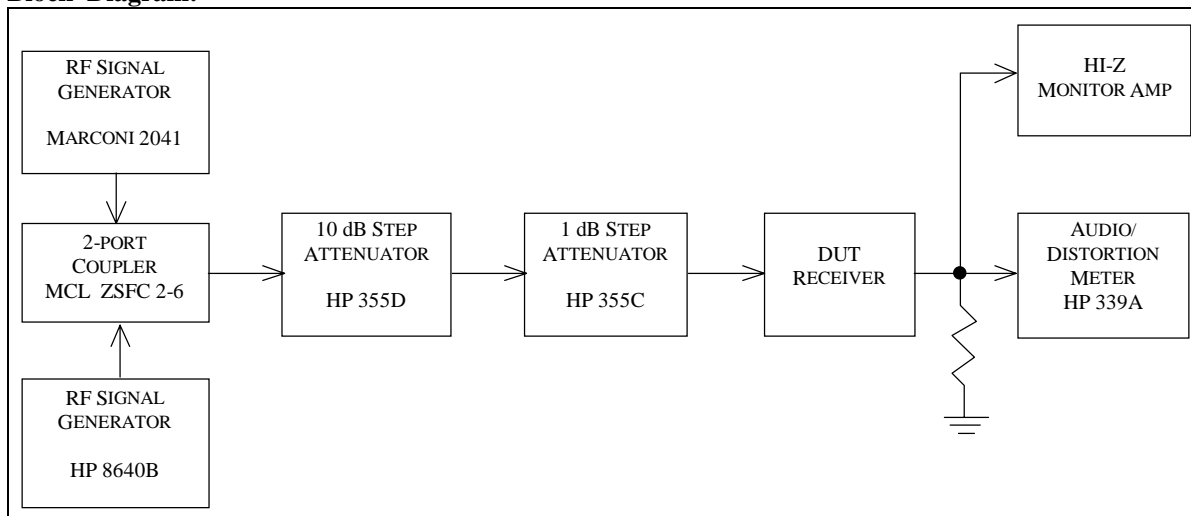 Block Diagram:
RF SIGNAL
GENERATOR
MARCONI 2041
2-PORT
COUPLER
MCL ZSFC 2-6
RF SIGNAL
GENERATOR
HP 8640B
10 dB STEP
ATTENUATOR
HP 355D
1 dB STEP
ATTENUATOR
HP 355C
DUT
RECEIVER
HI-Z
MONITOR AMP
AUDIO/
DISTORTION
METER
HP 339A